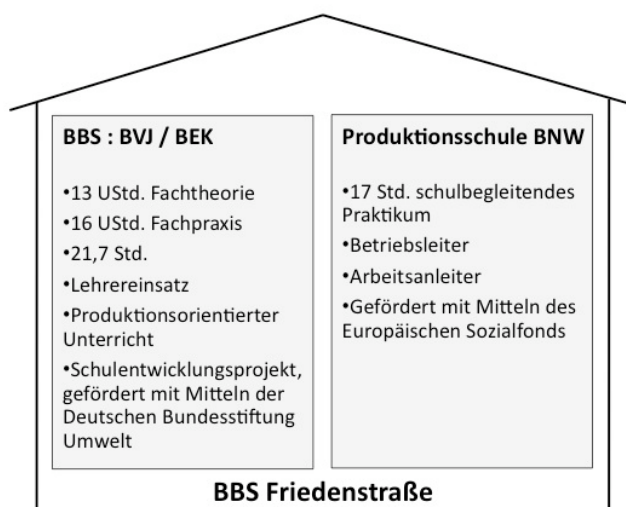 BBS : BVJ / BEK
•13 UStd. Fachtheorie
•16 UStd. Fachpraxis
•21,7 Std.
•Lehrereinsatz
•Produktionsorientierter
Unterricht
•Schulentwicklungsprojekt,
gefördert mit Mitteln der
Deutschen Bundesstiftung
Umwelt
Produktionsschule BNW
•17 Std. schulbegleitendes
Praktikum
•Betriebsleiter
•Arbeitsanleiter
•Gefördert mit Mitteln des
Europäischen Sozialfonds
BBS Friedenstraße